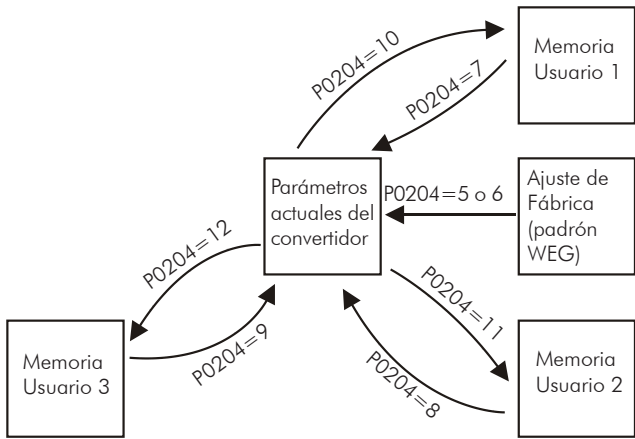 P0204=10
Memoria
Usuario 1
P0204=7
Parámetros
actuales del
convertidor
P0204=5 o 6
Ajuste de
Fábrica
(padrón
WEG)
P0204=12
P0204=11
P0204=9
P0204=8
Memoria
Usuario 3
Memoria
Usuario 2